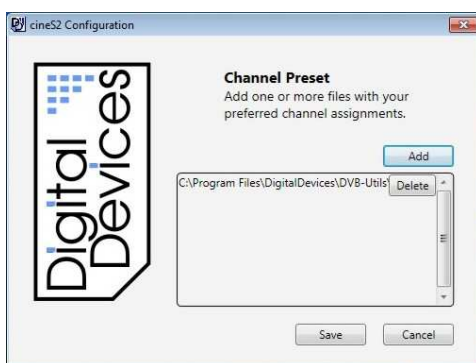 cineS2 Configuration
Digital
Devices
Channel Preset
Add one or more files with your
preferred channel assignments.
Add
C:\Program Files\DigitalDevices\DVB-Utils\
Delete
Save
Cancel